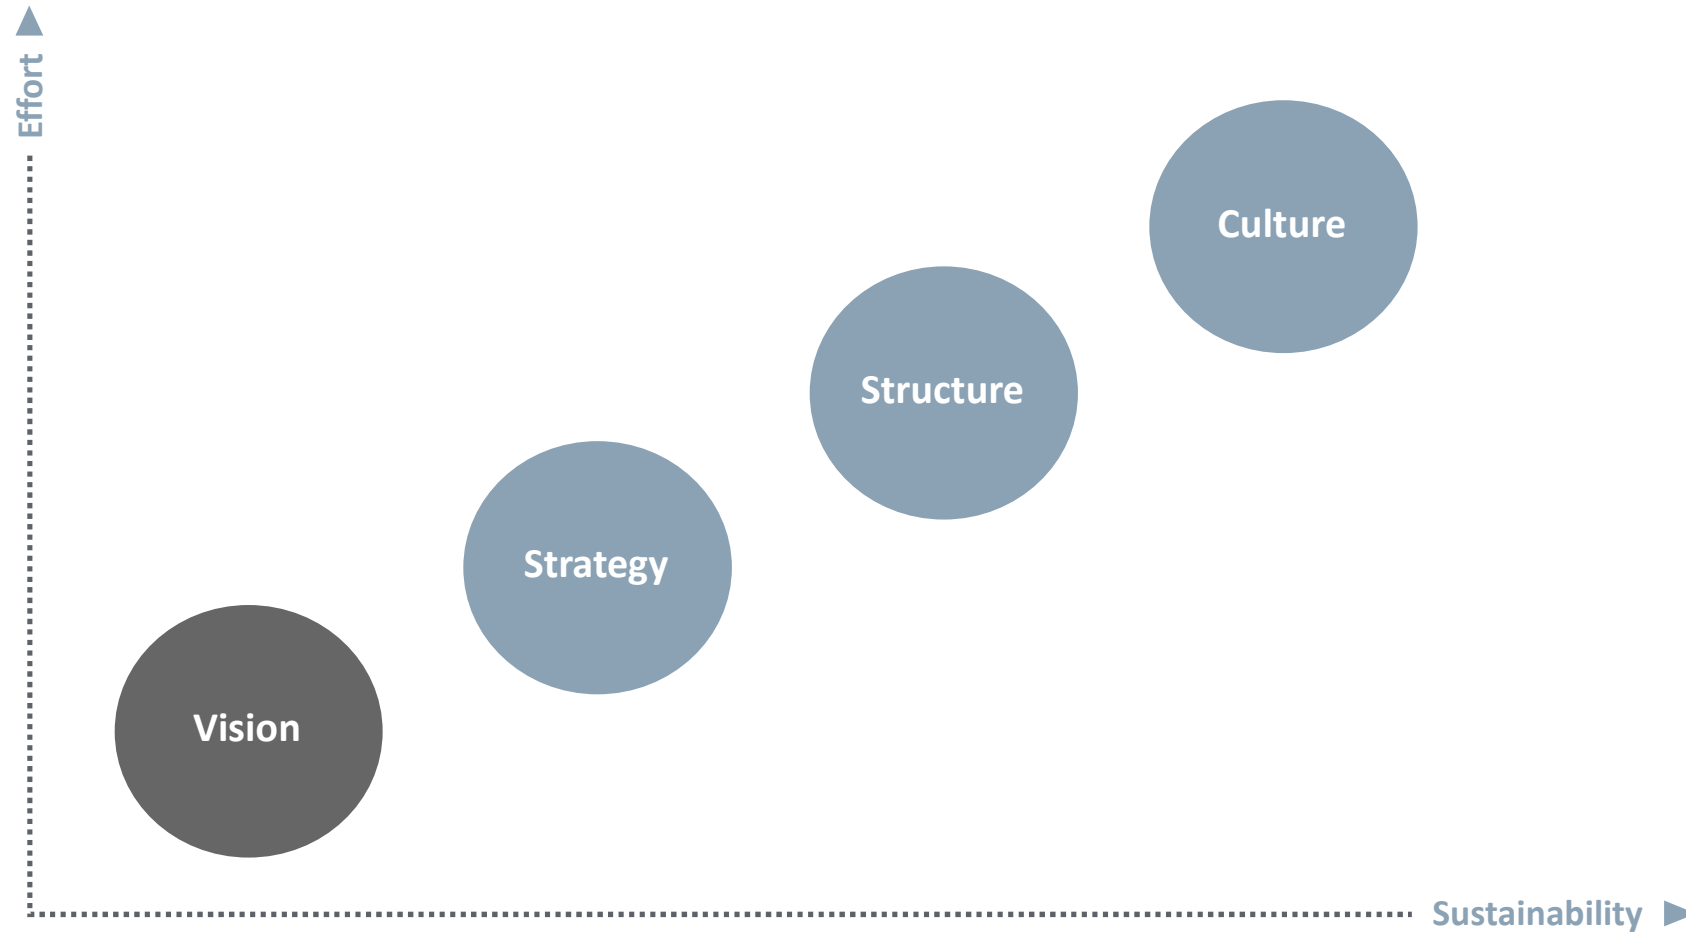 Effort
Culture
Structure
Strategy
Vision
Sustainability